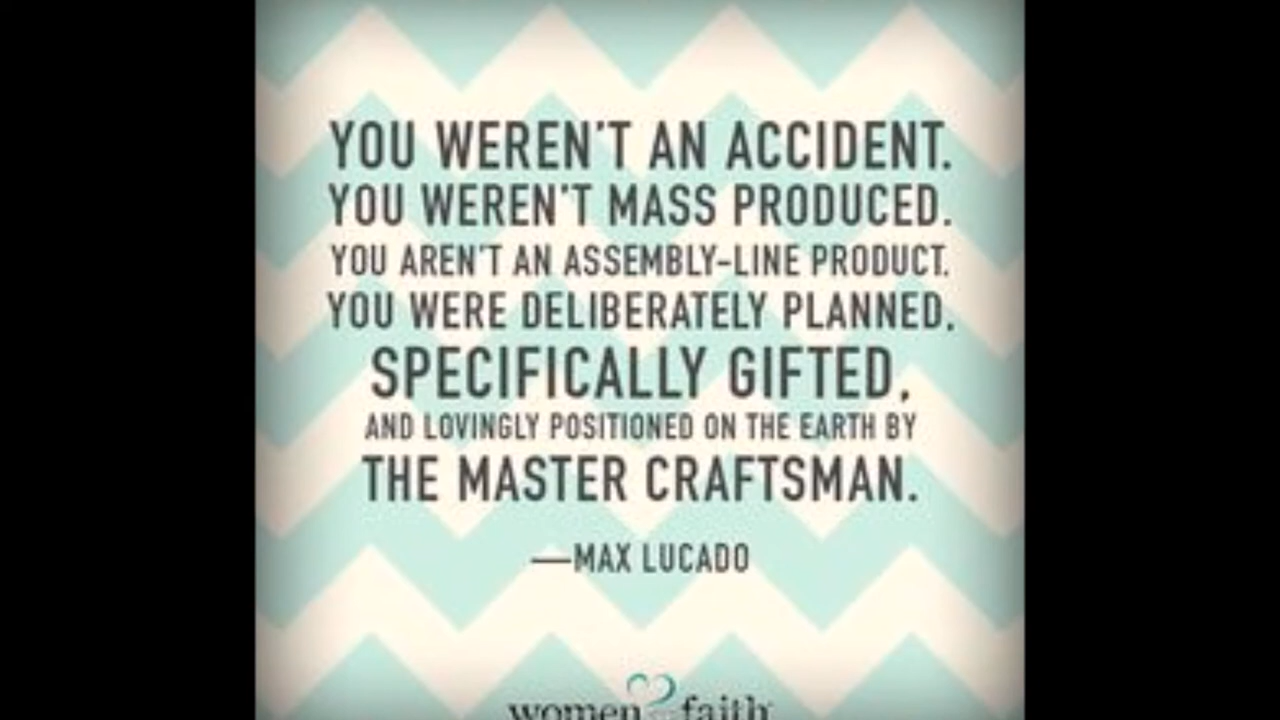 YOU WEREN'T AN ACCIDENT.
YOU WEREN'T MASS PRODUCED.
YOU AREN'T AN ASSEMBLY-LINE PRODUCT.
YOU WERE DELIBERATELY PLANNED,
SPECIFICALLY GIFTED,
AND LOVINGLY POSITIONED ON THE EARTH BY
THE MASTER CRAFTSMAN.
—MAX LUCADO
women faith